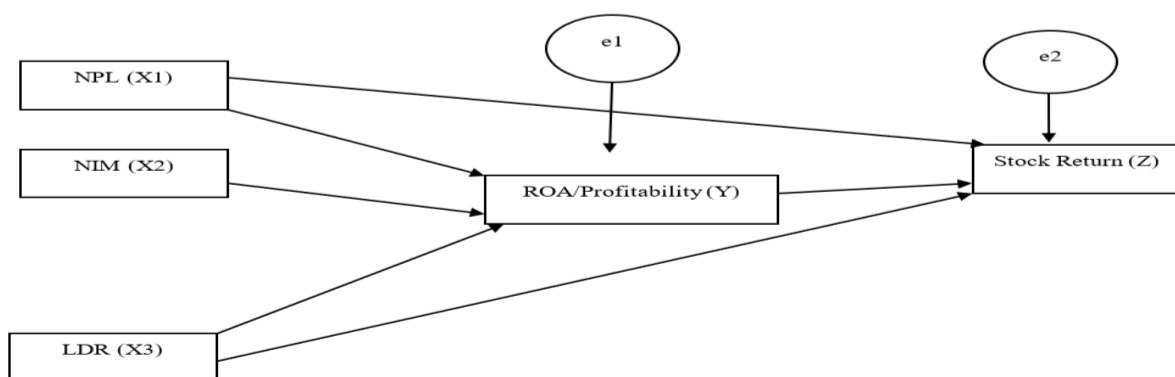 e1
e2
NPL (X1)
NIM (X2)
Stock Return (Z)
ROA/Profitability (Y)
LDR (X3)